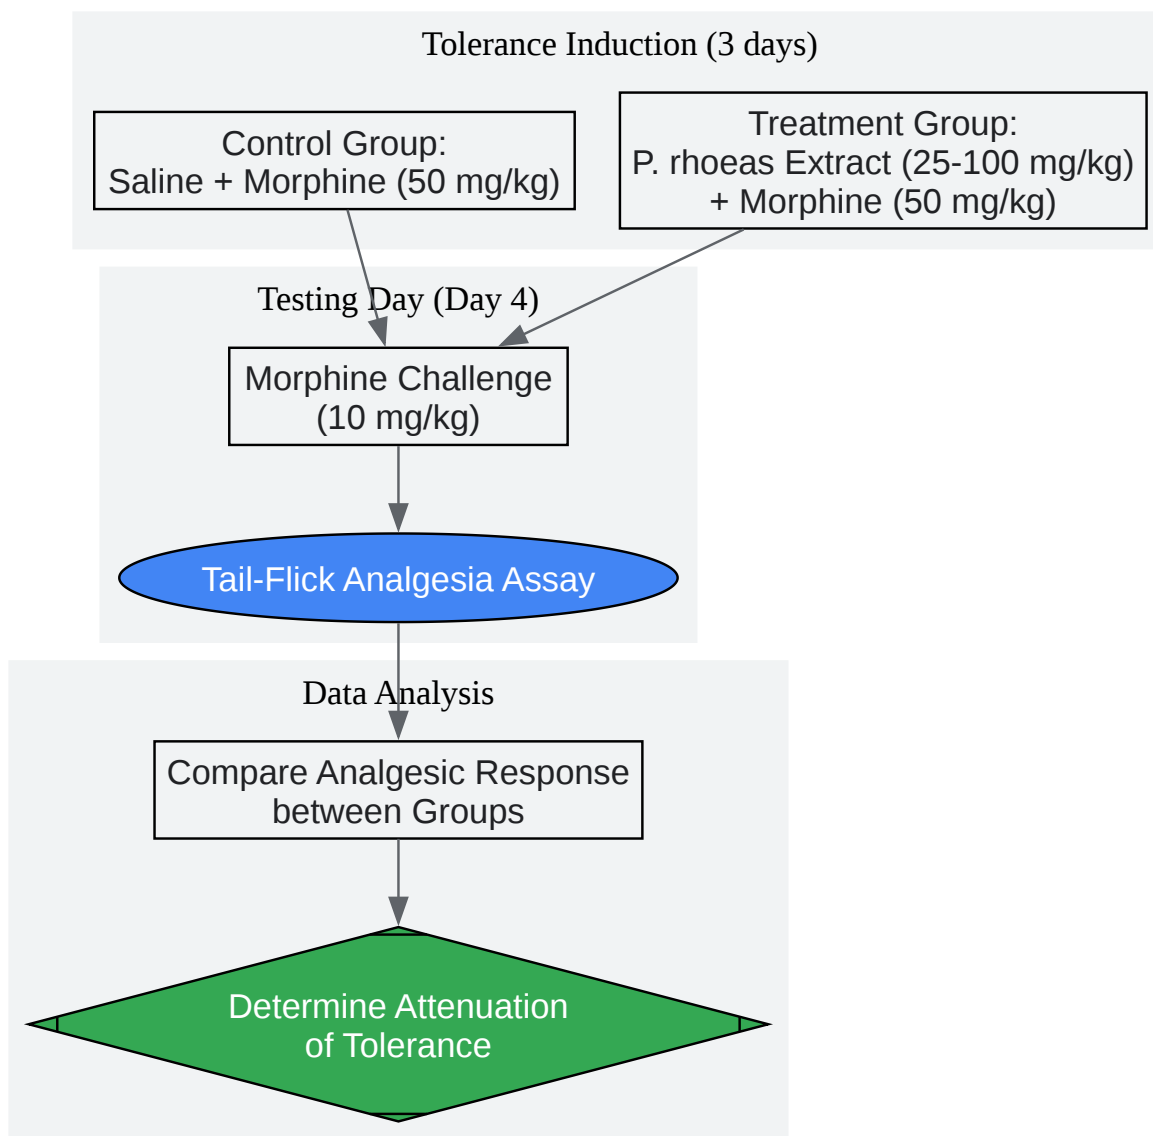 Tolerance Induction (3 days)
Control Group:
Saline + Morphine (50 mg/kg)
Treatment Group:
P. rhoeas Extract (25-100 mg/kg)
+ Morphine (50 mg/kg)
Testing Day (Day 4)
Morphine Challenge
(10 mg/kg)
Tail-Flick Analgesia Assay
Data Analysis
Compare Analgesic Response
between Groups
Determine Attenuation
of Tolerance